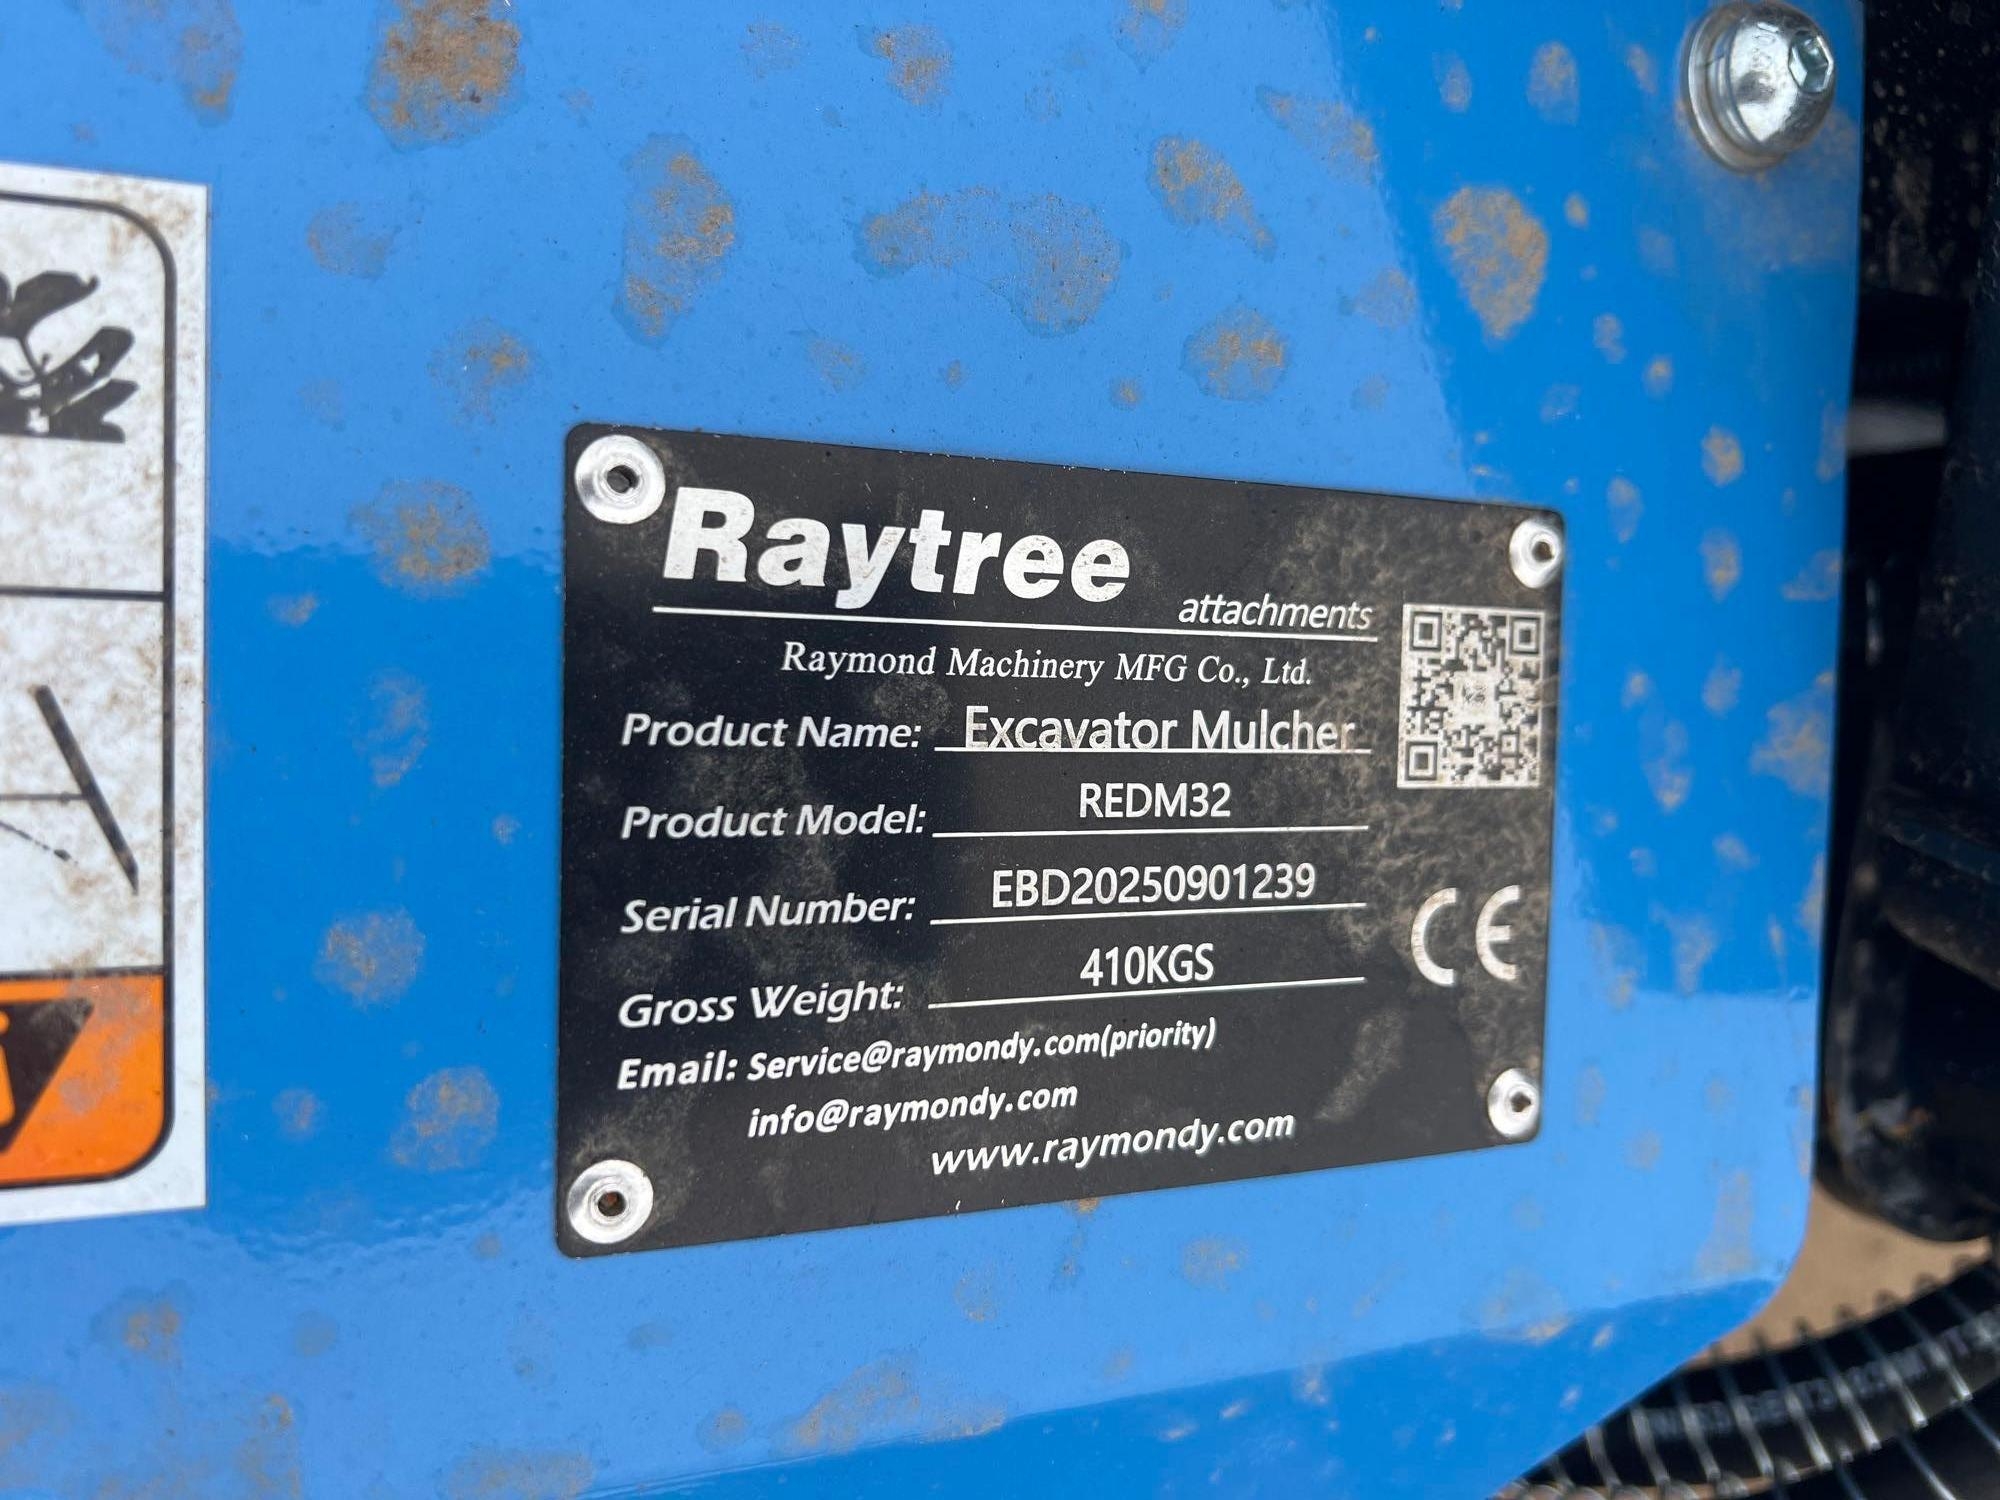 Raytree
attachments
Raymond Machinery MFG Co., Ltd.
Product Name: Excavator Mulcher
Product Model: REDM32
Serial Number: EBD20250901239
Gross Weight: 410KGS
Email: Service@raymondy.com(priority)
info@raymondy.com
www.raymondy.com
CE